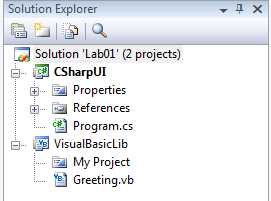 Solution Explorer
Solution 'Lab01' (2 projects)
CSharpUI
Properties
References
Program.cs
VisualBasicLib
My Project
Greeting.vb